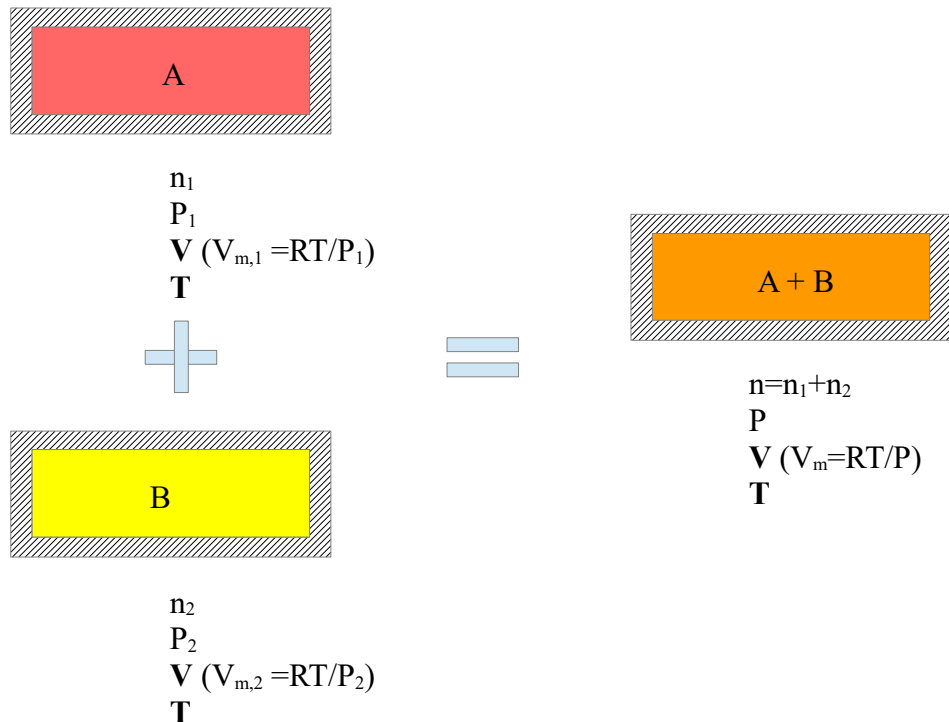 A
n₁
P₁
V (Vₘ,₁ =RT/P₁)
T
B
n₂
P₂
V (Vₘ,₂ =RT/P₂)
T
A + B
n=n₁+n₂
P
V (Vₘ=RT/P)
T